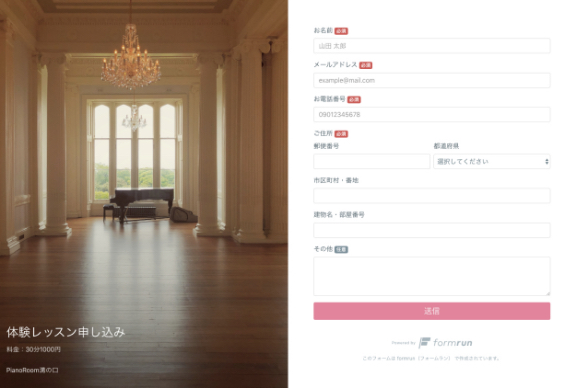 体験レッスン申し込み
料金：30分1000円
PianoRoom溝の口
お名前 必須
山田 太郎
メールアドレス 必須
example@mail.com
お電話番号 必須
09012345678
ご住所 必須
郵便番号 都道府県
選択してください
市区町村・番地
建物名・部屋番号
その他 任意
送信
Powered by formrun
このフォームは formrun（フォームラン）で作成されています。